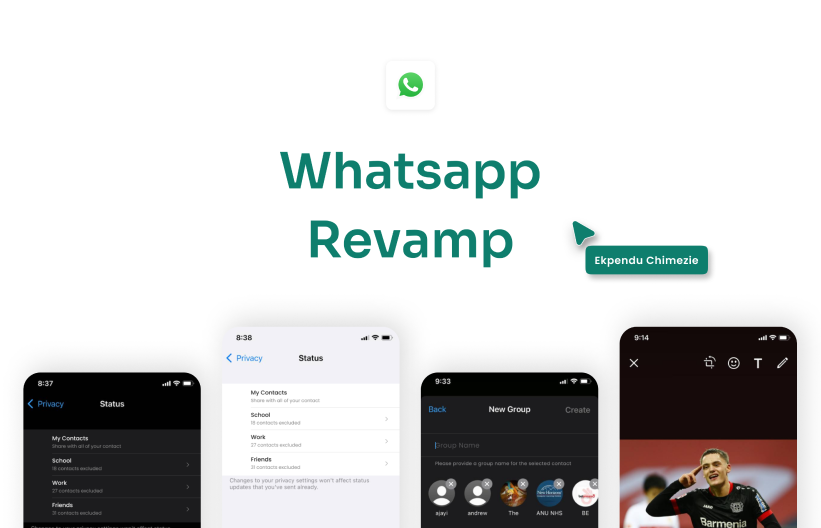 Whatsapp
Revamp
Ekpendu Chimezie
8:37
Privacy
Status
My Contacts
Share with all of your contact
School
19 contacts excluded
Work
27 contacts excluded
Friends
31 contacts excluded
8:38
Privacy
Status
My Contacts
Share with all of your contact
School
19 contacts excluded
Work
27 contacts excluded
Friends
31 contacts excluded
Changes to your privacy settings won't affect status
updates that you've sent already.
9:33
Back
New Group
Create
Group Name
Please provide a group name for the selected contact
ajayi
andrew
The
ANU NHS
BE
9:14
T
Barmenia